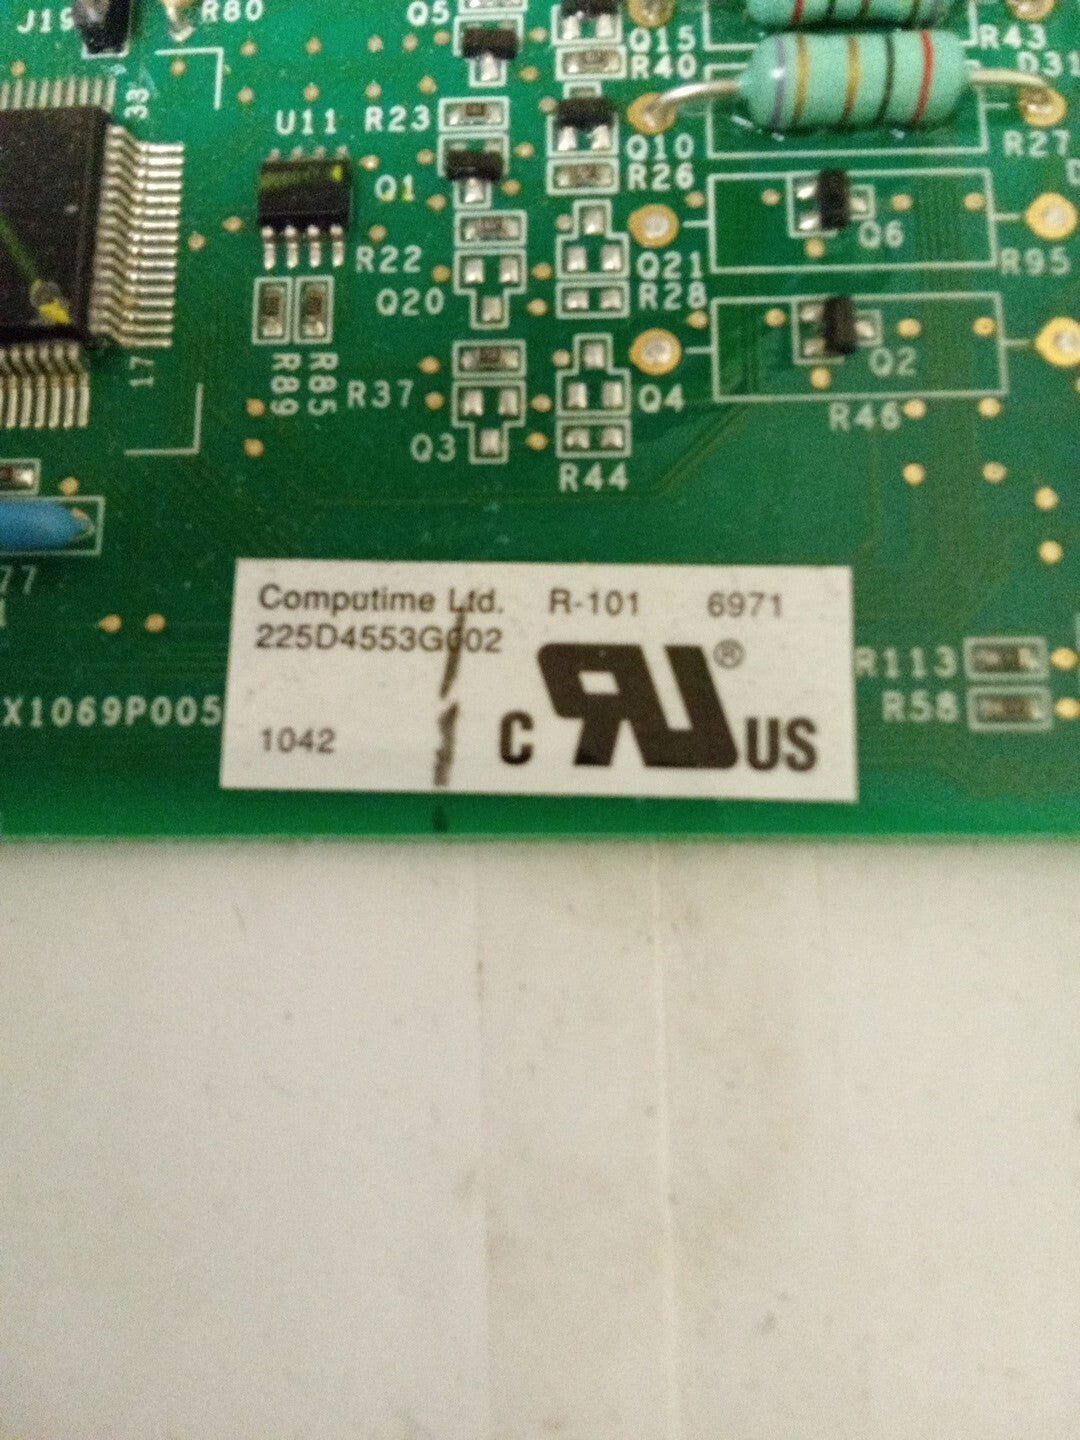 J19
R80
Q5
Q15
R43
R40
D31
33
U11
R23
Q10
R27
Q1
R26
D
Q6
R22
Q21
R95
Q20
R28
17
R89
R85
R37
Q4
Q2
R46
Q3
R44
77
Computime Ltd. R-101 6971
225D4553G002
R113
X1069P005
R58
1042
C RU® US